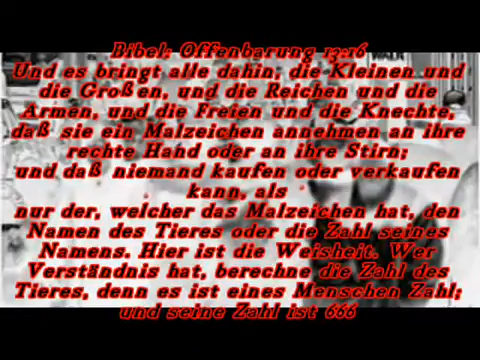 Bibel: Offenbarung 13:16
Und es bringt alle dahin, die Kleinen und
die Großen, und die Reichen und die
Armen, und die Freien und die Knechte,
daß sie ein Malzeichen annehmen an ihre
rechte Hand oder an ihre Stirn;
und daß niemand kaufen oder verkaufen
kann, als
nur der, welcher das Malzeichen hat, den
Namen des Tieres oder die Zahl seines
Namens. Hier ist die Weisheit. Wer
Verständnis hat, berechne die Zahl des
Tieres, denn es ist eines Menschen Zahl;
und seine Zahl ist 666